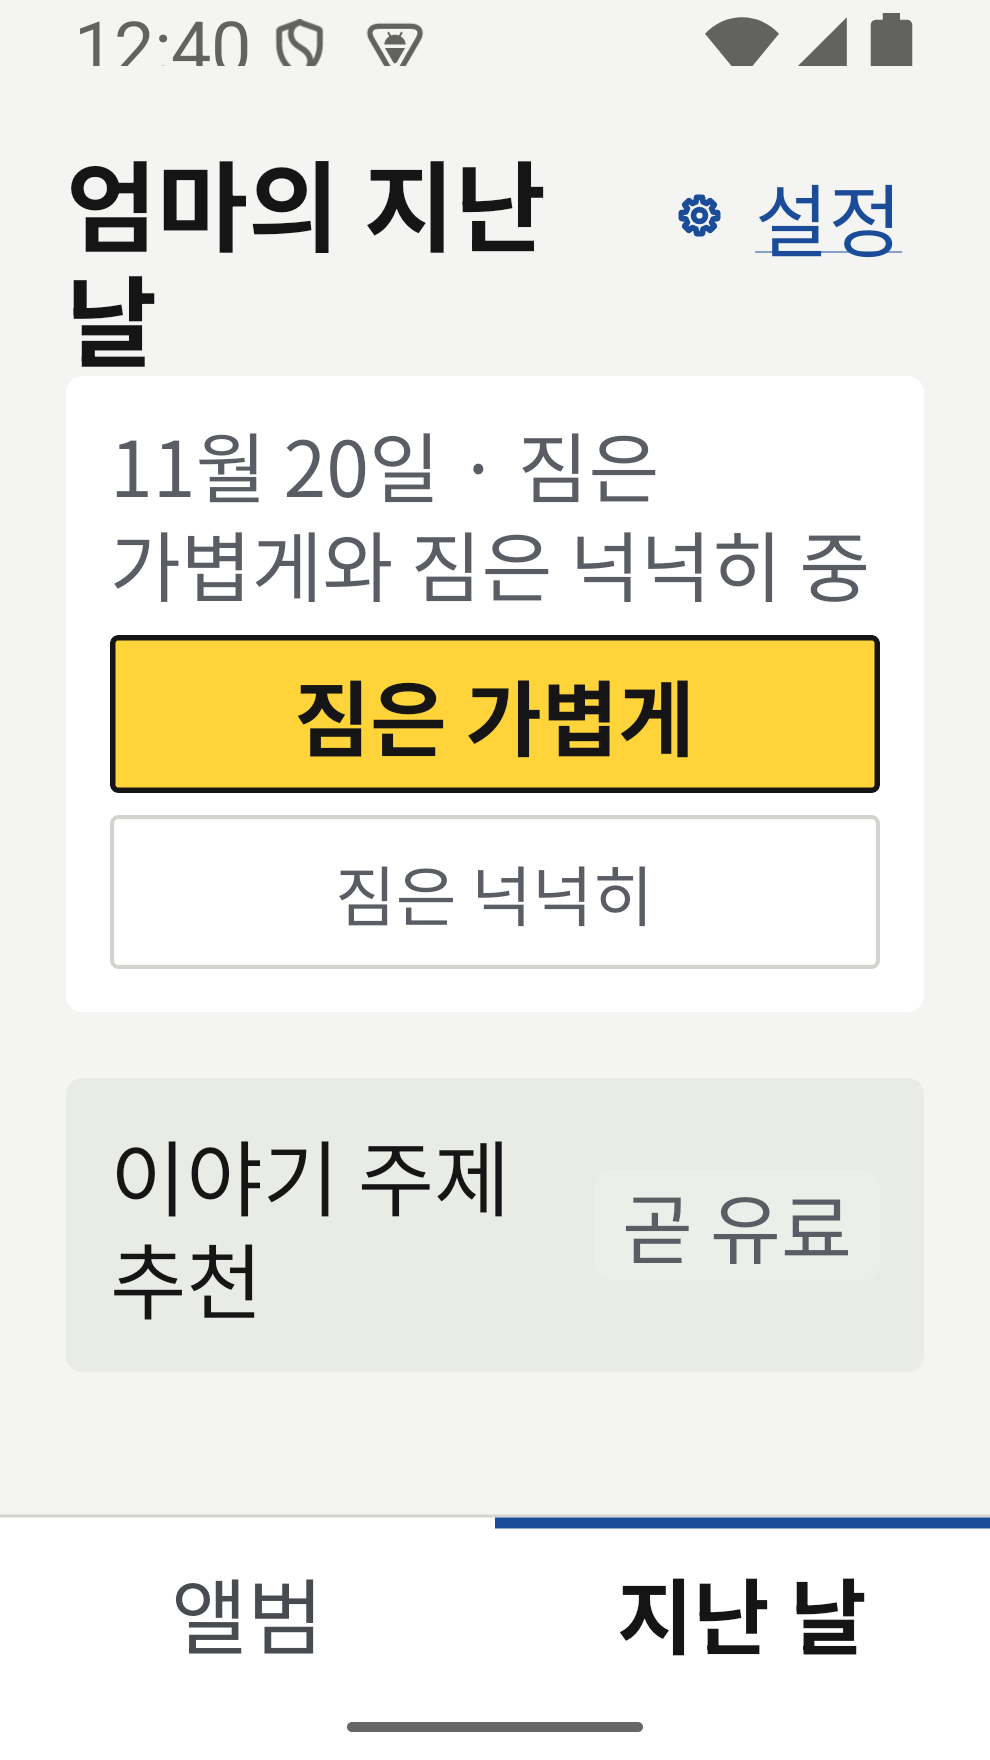 12:40
엄마의 지난
날
설정
11월 20일 · 짐은
가볍게와 짐은 넉넉히 중
짐은 가볍게
짐은 넉넉히
이야기 주제
추천
곧 유료
앨범
지난 날